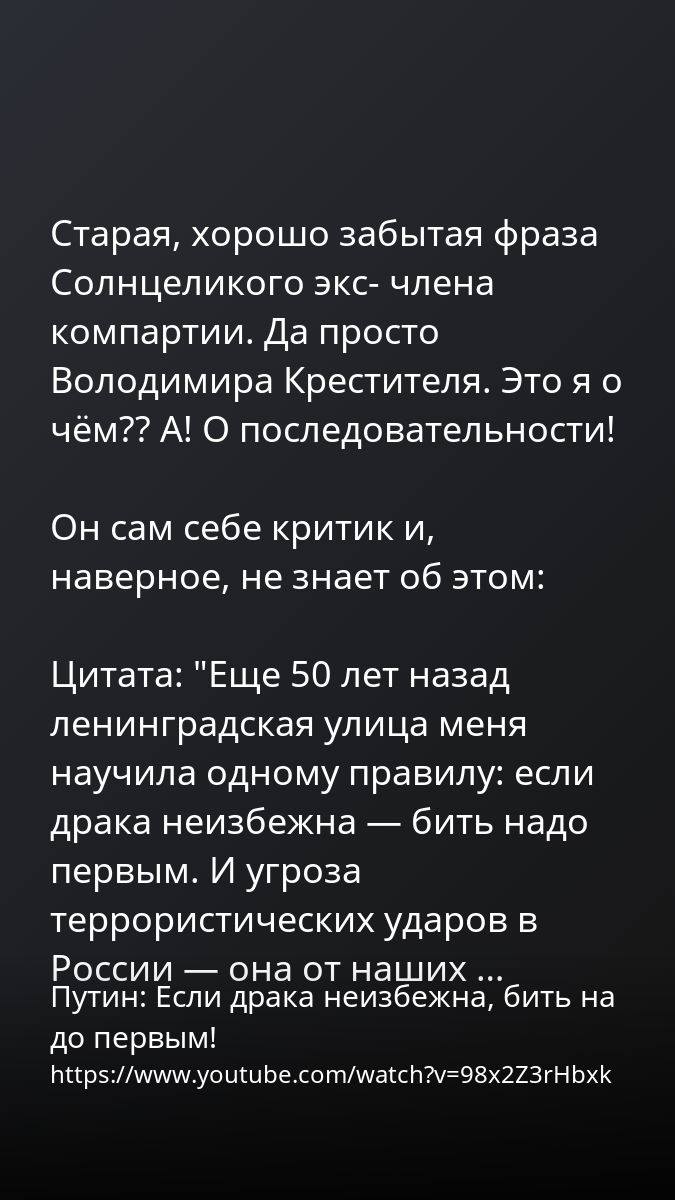 Старая, хорошо забытая фраза
Солнцеликого экс- члена
компартии. Да просто
Володимира Крестителя. Это я о
чём?? А! О последовательности!
Он сам себе критик и,
наверное, не знает об этом:
Цитата: "Еще 50 лет назад
ленинградская улица меня
научила одному правилу: если
драка неизбежна — бить надо
первым. И угроза
террористических ударов в
России — она от наших ...
Путин: Если драка неизбежна, бить на
до первым!
https://www.youtube.com/watch?v=98x2Z3rHbxk